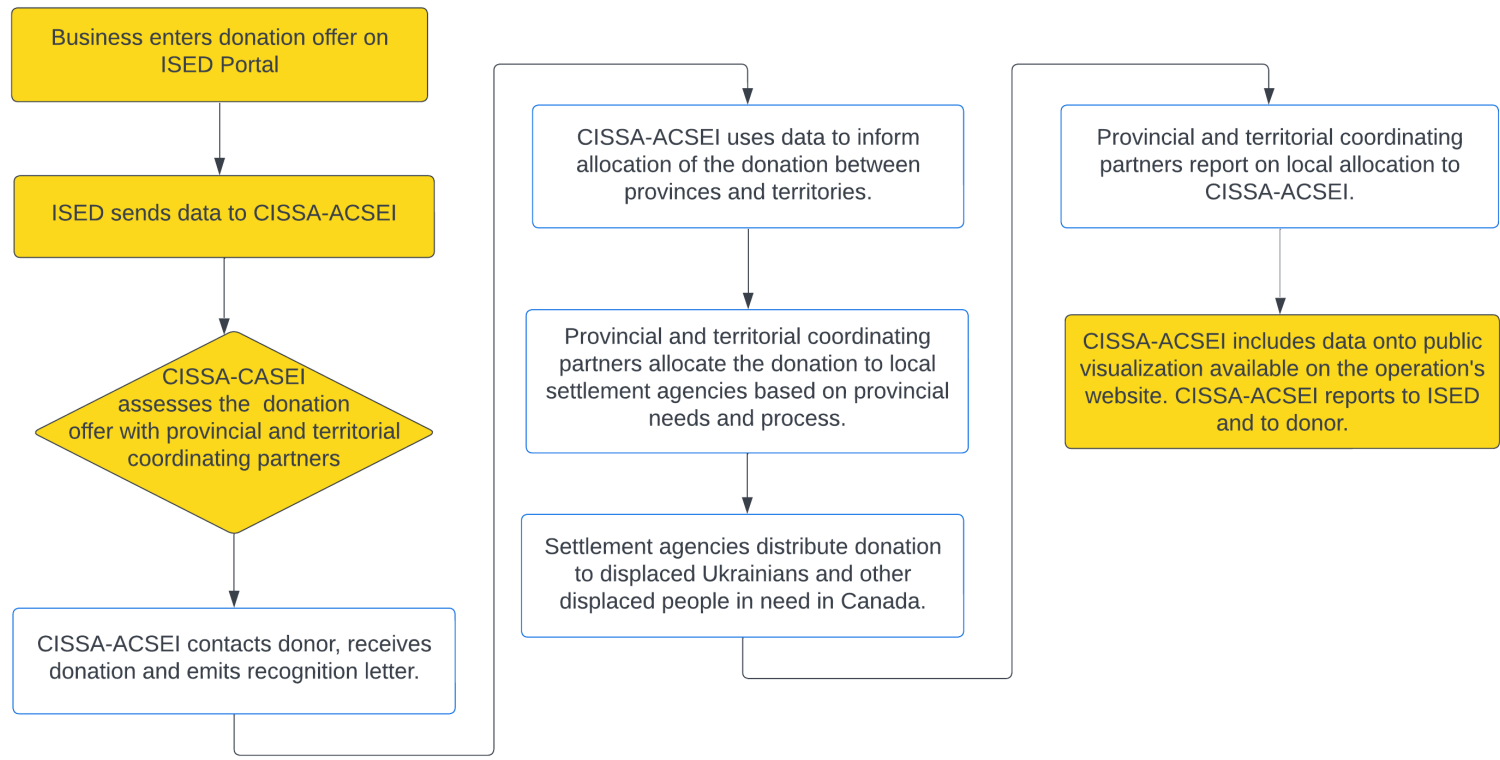 Business enters donation offer on
ISED Portal
ISED sends data to CISSA-ACSEI
CISSA-CASEI
assesses the  donation
offer with provincial and territorial
coordinating partners
CISSA-ACSEI contacts donor, receives
donation and emits recognition letter.
CISSA-ACSEI uses data to inform
allocation of the donation between
provinces and territories.
Provincial and territorial coordinating
partners allocate the donation to local
settlement agencies based on provincial
needs and process.
Settlement agencies distribute donation
to displaced Ukrainians and other
displaced people in need in Canada.
Provincial and territorial coordinating
partners report on local allocation to
CISSA-ACSEI.
CISSA-ACSEI includes data onto public
visualization available on the operation's
website. CISSA-ACSEI reports to ISED
and to donor.